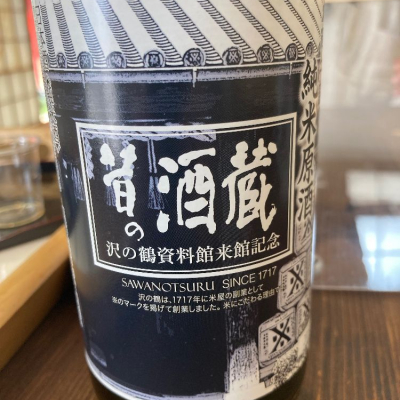 昔の酒蔵
沢の鶴資料館来館記念
SAWANOTSURU SINCE 1717
沢の鶴は、1717年に米屋の副業として
※のマークを掲げて創業しました。米にこだわる理由で
純米原酒